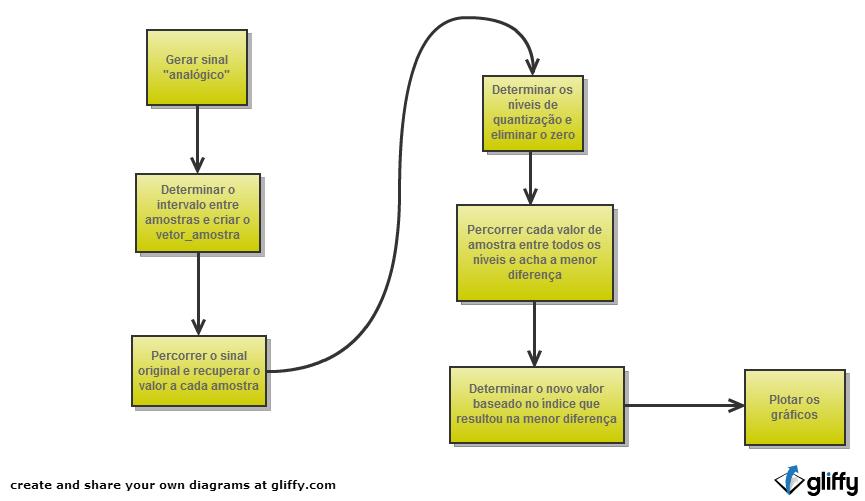 Gerar sinal
"analógico"
Determinar o
intervalo entre
amostras e criar o
vetor_amostra
Percorrer o sinal
original e recuperar o
valor a cada amostra
Determinar os
níveis de
quantização e
eliminar o zero
Percorrer cada valor de
amostra entre todos os
níveis e acha a menor
diferença
Determinar o novo valor
baseado no índice que
resultou na menor diferença
Plotar os
gráficos
create and share your own diagrams at gliffy.com
gliffy